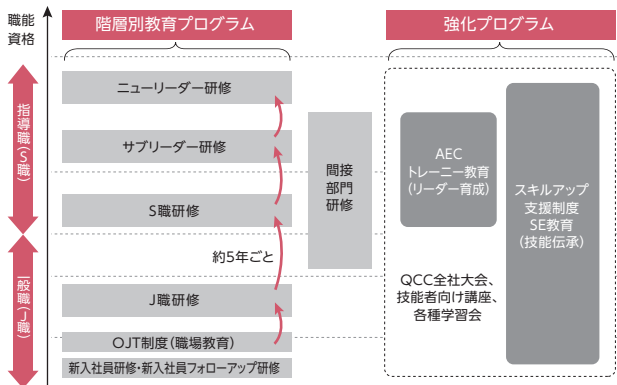 職能
資格
階層別教育プログラム
強化プログラム
指導職(S職)
一般職(J職)
ニューリーダー研修
サブリーダー研修
S職研修
約5年ごと
J職研修
OJT制度(職場教育)
新入社員研修・新入社員フォローアップ研修
間接
部門
研修
AEC
トレーニー教育
(リーダー育成)
スキルアップ
支援制度
SE教育
(技能伝承)
QCC全社大会、
技能者向け講座、
各種学習会